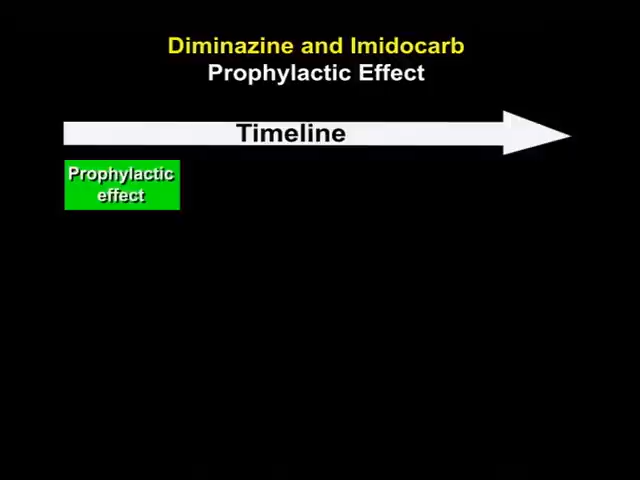 Diminazine and Imidocarb
Prophylactic Effect
Timeline
Prophylactic
effect